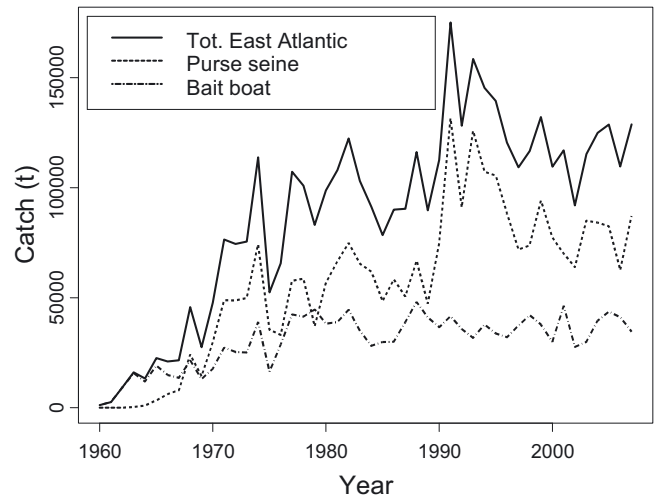 Tot. East Atlantic
Purse seine
Bait boat
Catch (t)
150000
100000
50000
0
1960 1970 1980 1990 2000
Year